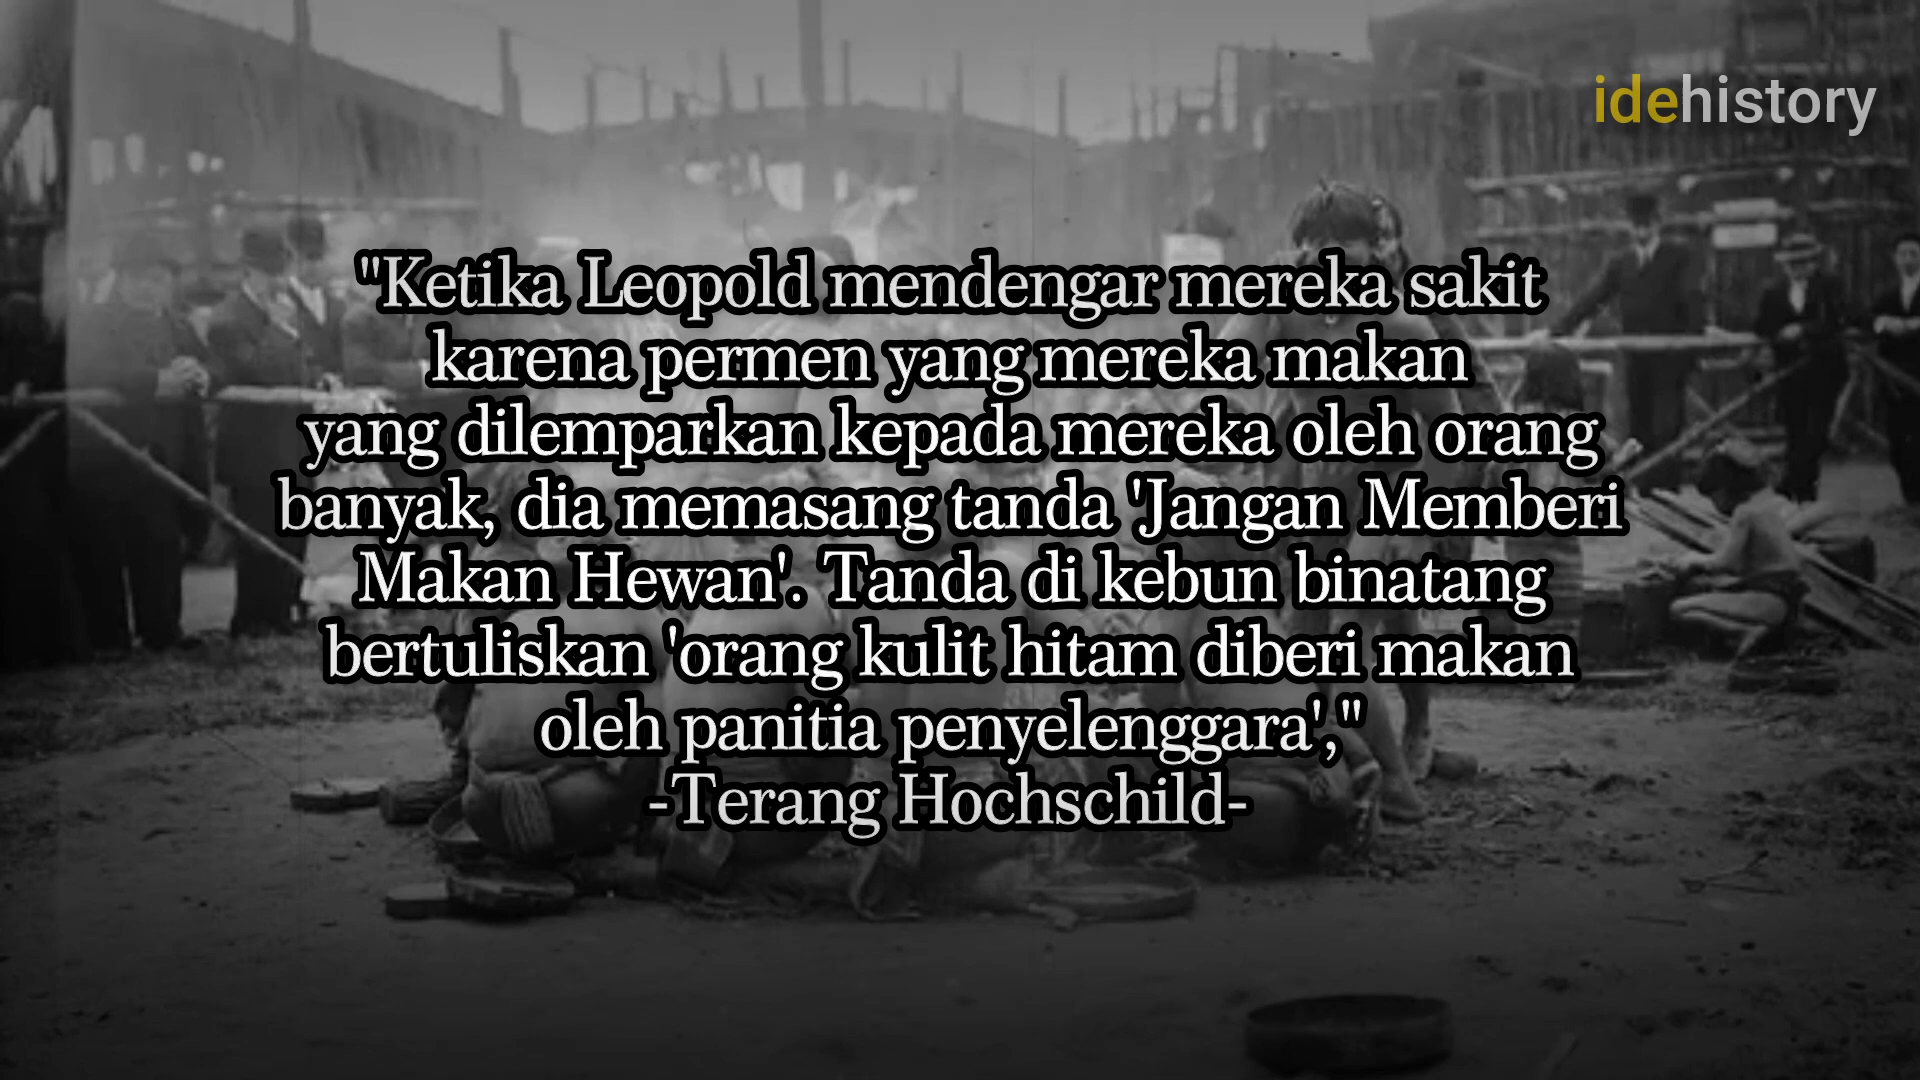 idehistory
"Ketika Leopold mendengar mereka sakit
karena permen yang mereka makan
yang dilemparkan kepada mereka oleh orang
banyak, dia memasang tanda 'Jangan Memberi
Makan Hewan'. Tanda di kebun binatang
bertuliskan 'orang kulit hitam diberi makan
oleh panitia penyelenggara',"
-Terang Hochschild-